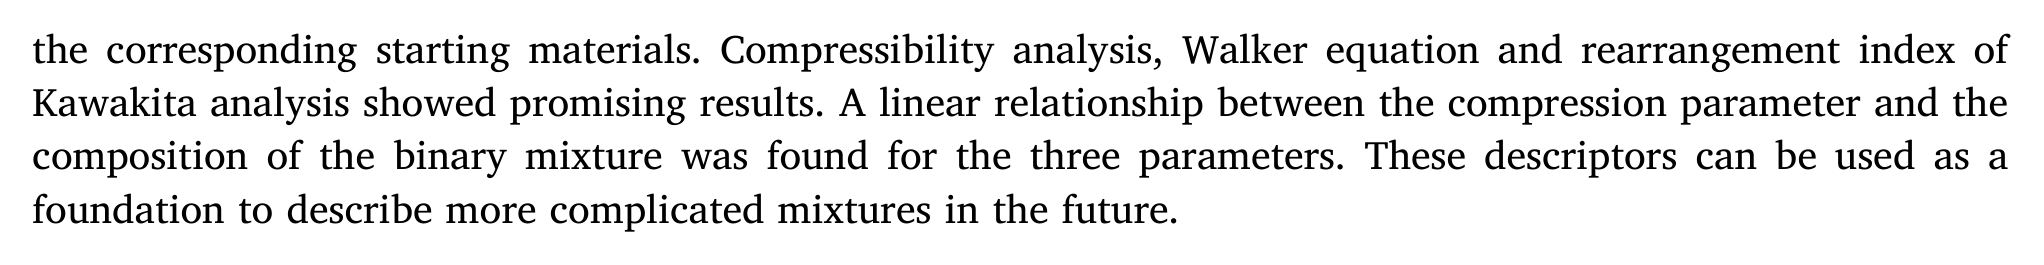 the corresponding starting materials. Compressibility analysis, Walker equation and rearrangement index of
Kawakita analysis showed promising results. A linear relationship between the compression parameter and the
composition of the binary mixture was found for the three parameters. These descriptors can be used as a
foundation to describe more complicated mixtures in the future.